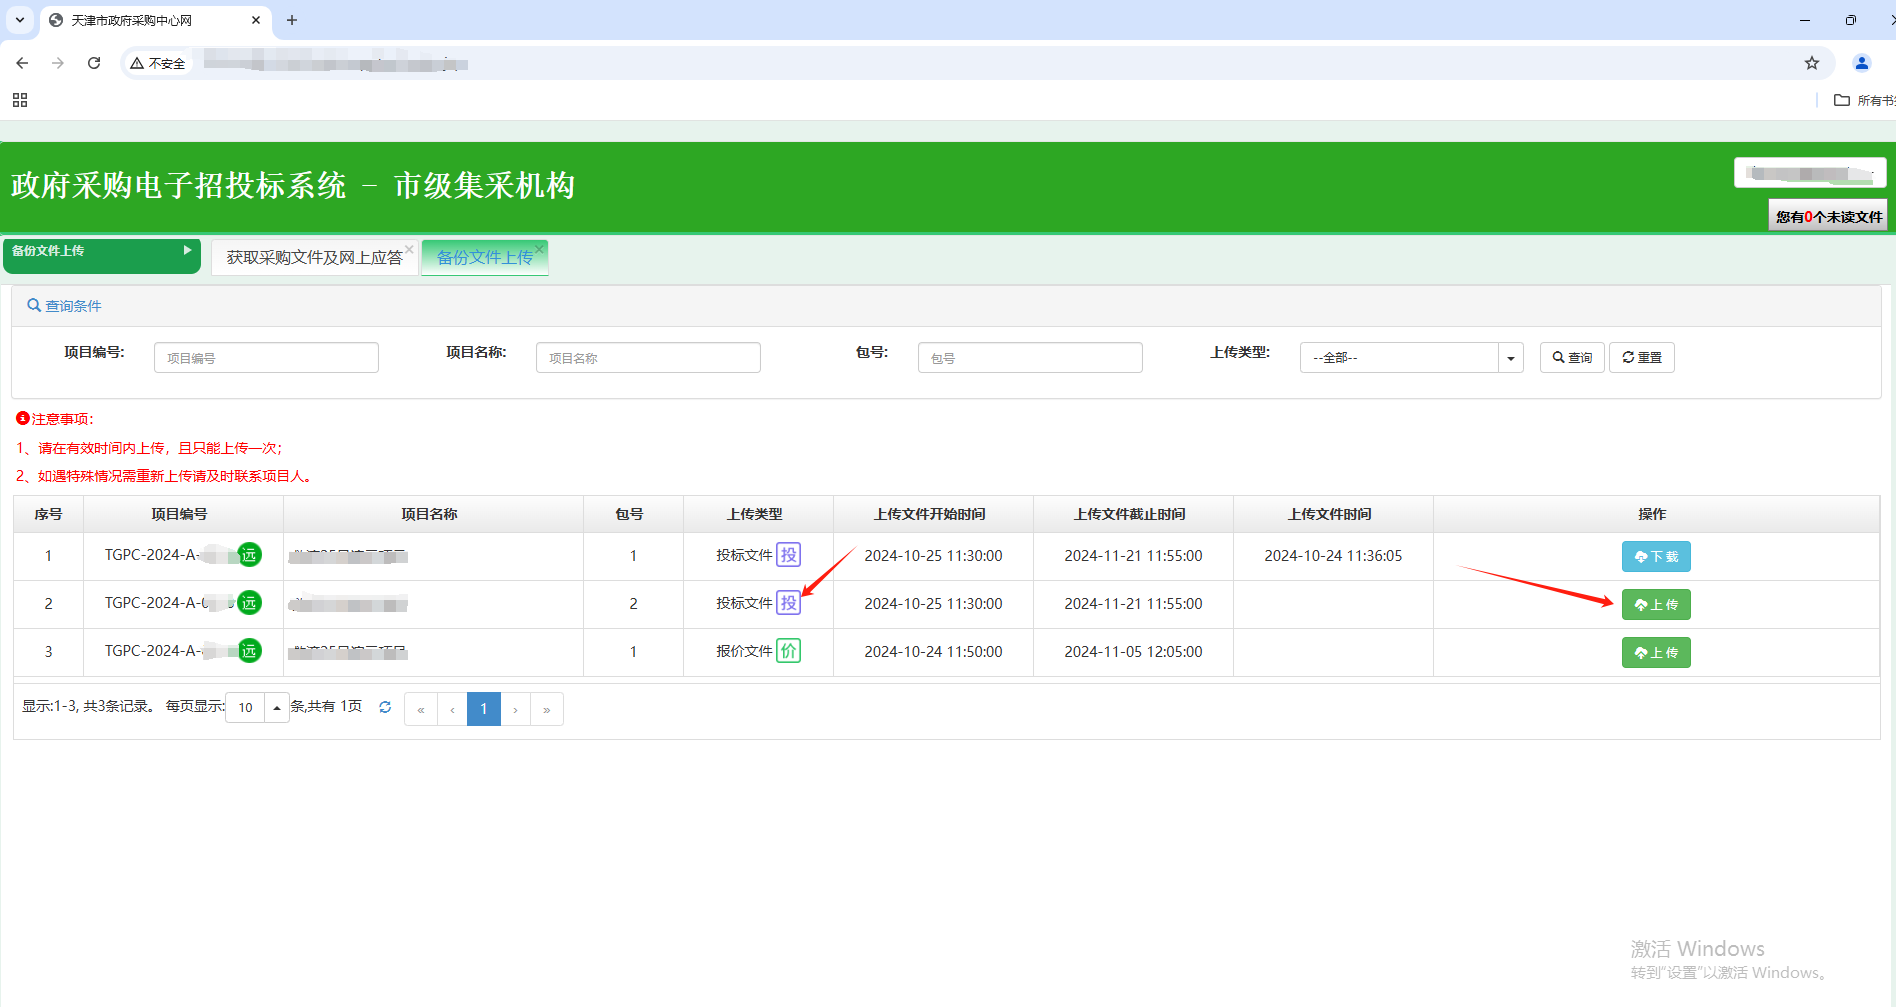 天津市政府采购中心网
不安全
所有书
政府采购电子招投标系统 － 市级集采机构
您有0个未读文件
备份文件上传
获取采购文件及网上应答
备份文件上传
查询条件
项目编号: 项目编号 项目名称: 项目名称 包号: 包号 上传类型: --全部-- 查询 重置
注意事项:
1、请在有效时间内上传，且只能上传一次；
2、如遇特殊情况需重新上传请及时联系项目人。
序号 项目编号 项目名称 包号 上传类型 上传文件开始时间 上传文件截止时间 上传文件时间 操作
1 TGPC-2024-A- 远 1 投标文件 投 2024-10-25 11:30:00 2024-11-21 11:55:00 2024-10-24 11:36:05 下载
2 TGPC-2024-A- 远 2 投标文件 投 2024-10-25 11:30:00 2024-11-21 11:55:00 上传
3 TGPC-2024-A- 远 1 报价文件 价 2024-10-24 11:50:00 2024-11-05 12:05:00 上传
显示:1-3, 共3条记录。 每页显示: 10 条,共有 1页 « ‹ 1 › »
激活 Windows
转到“设置”以激活 Windows。